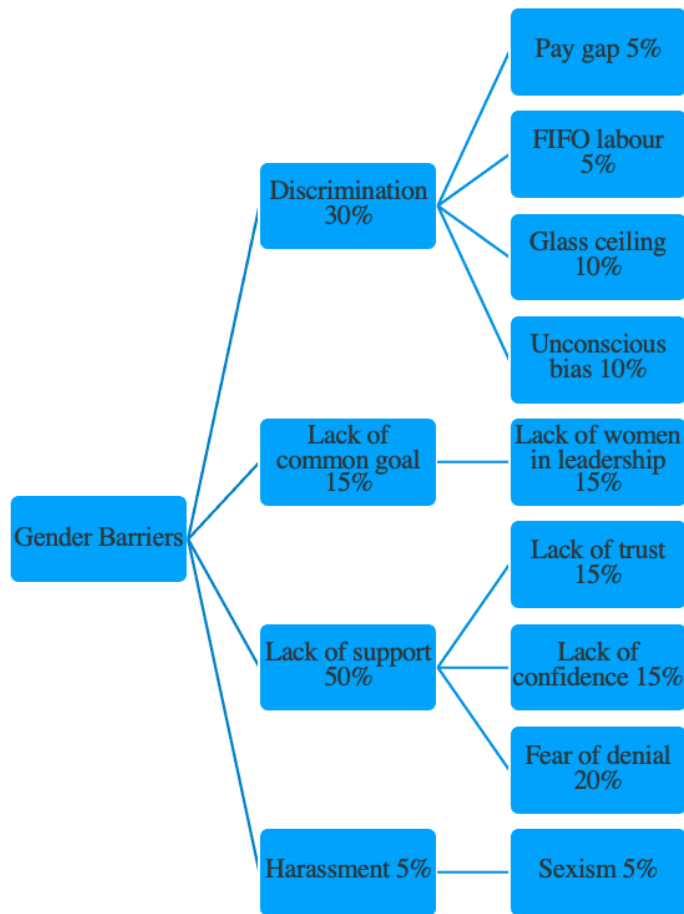 Pay gap 5%
FIFO labour
5%
Discrimination
30%
Glass ceiling
10%
Unconscious
bias 10%
Lack of
common goal
15%
Lack of women
in leadership
15%
Gender Barriers
Lack of trust
15%
Lack of support
50%
Lack of
confidence 15%
Fear of denial
20%
Harassment 5%
Sexism 5%